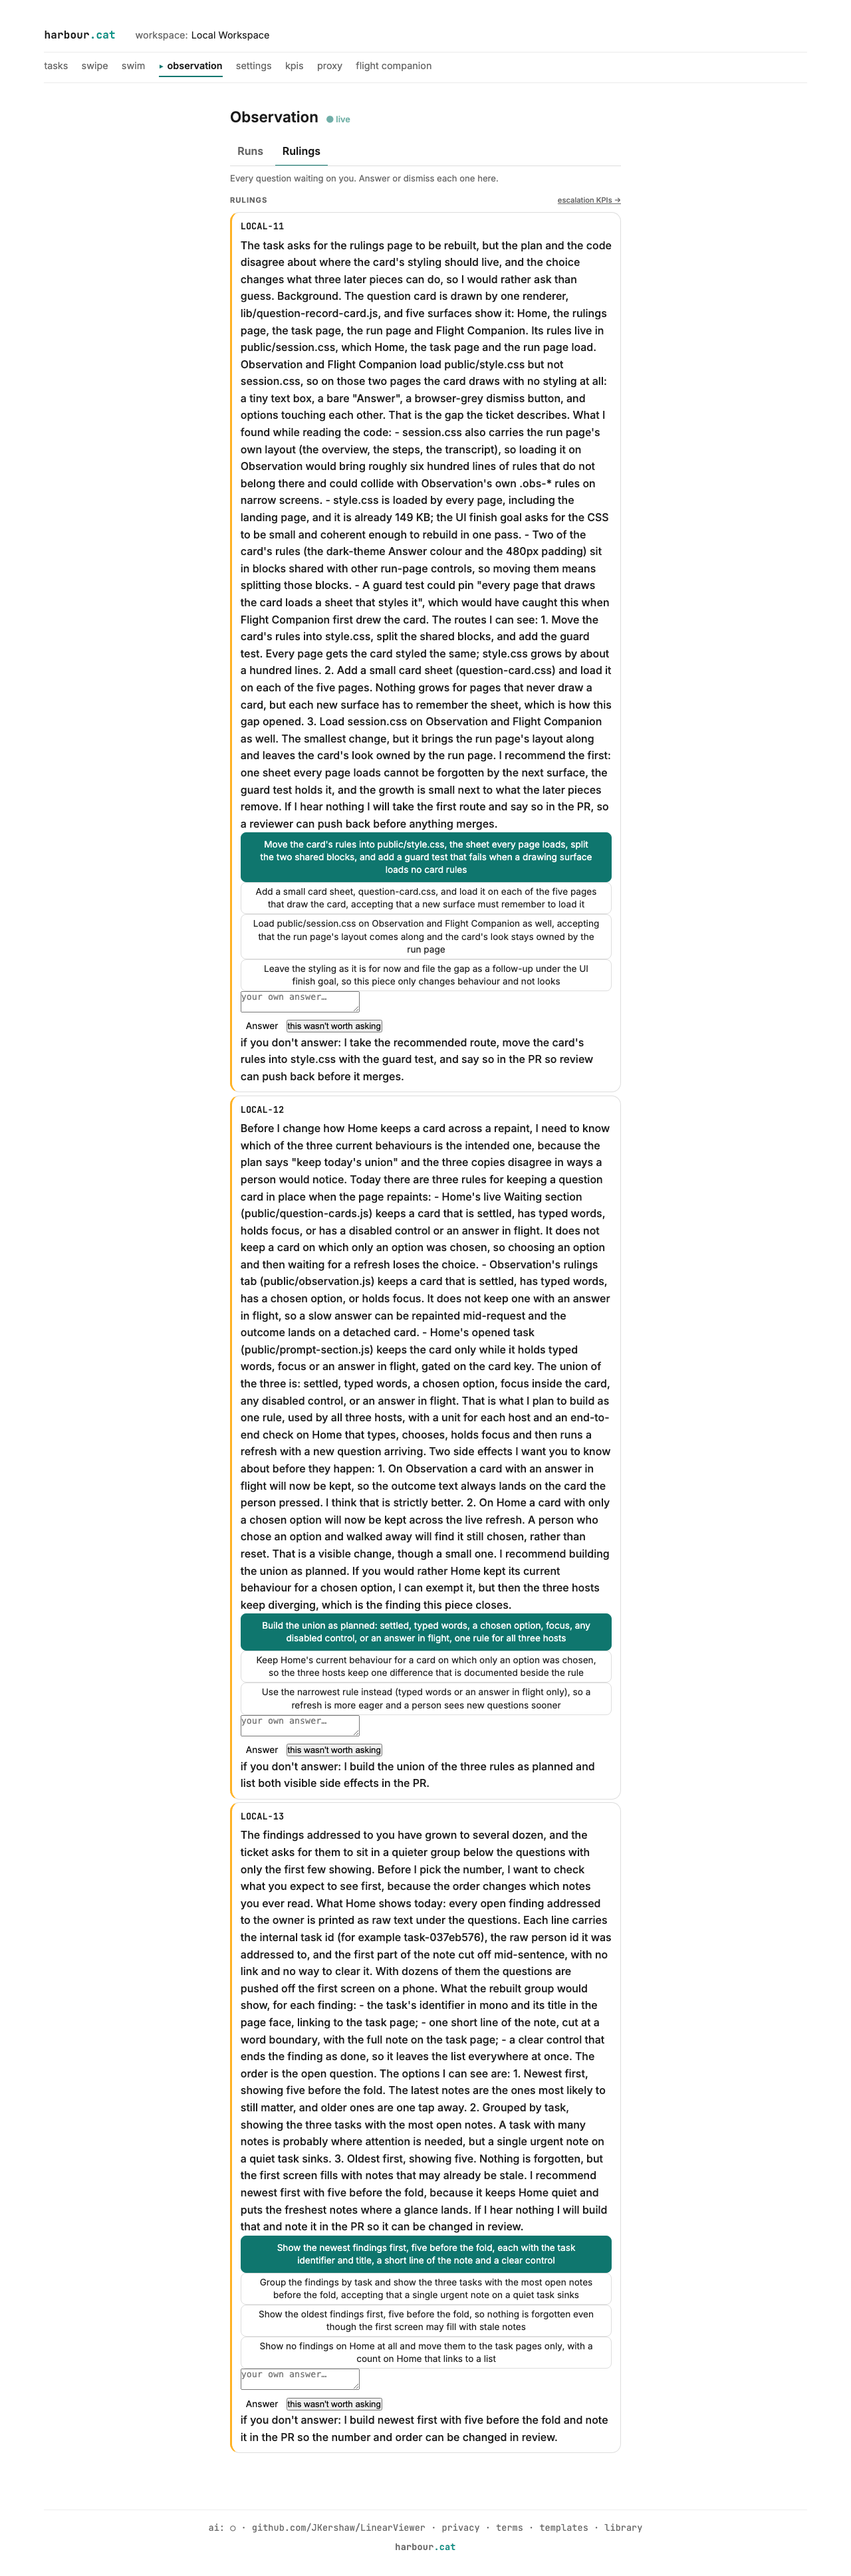 harbour.cat workspace: Local Workspace
tasks swipe swim ▸ observation settings kpis proxy flight companion
Observation ● live
Runs Rulings
Every question waiting on you. Answer or dismiss each one here.
RULINGS escalation KPIs →
LOCAL-11
The task asks for the rulings page to be rebuilt, but the plan and the code
disagree about where the card's styling should live, and the choice
changes what three later pieces can do, so I would rather ask than
guess. Background. The question card is drawn by one renderer,
lib/question-record-card.js, and five surfaces show it: Home, the rulings
page, the task page, the run page and Flight Companion. Its rules live in
public/session.css, which Home, the task page and the run page load.
Observation and Flight Companion load public/style.css but not
session.css, so on those two pages the card draws with no styling at all:
a tiny text box, a bare "Answer", a browser-grey dismiss button, and
options touching each other. That is the gap the ticket describes. What I
found while reading the code: - session.css also carries the run page's
own layout (the overview, the steps, the transcript), so loading it on
Observation would bring roughly six hundred lines of rules that do not
belong there and could collide with Observation's own .obs-* rules on
narrow screens. - style.css is loaded by every page, including the
landing page, and it is already 149 KB; the UI finish goal asks for the CSS
to be small and coherent enough to rebuild in one pass. - Two of the
card's rules (the dark-theme Answer colour and the 480px padding) sit
in blocks shared with other run-page controls, so moving them means
splitting those blocks. - A guard test could pin "every page that draws
the card loads a sheet that styles it", which would have caught this when
Flight Companion first drew the card. The routes I can see: 1. Move the
card's rules into style.css, split the shared blocks, and add the guard
test. Every page gets the card styled the same; style.css grows by about
a hundred lines. 2. Add a small card sheet (question-card.css) and load it
on each of the five pages. Nothing grows for pages that never draw a
card, but each new surface has to remember the sheet, which is how this
gap opened. 3. Load session.css on Observation and Flight Companion
as well. The smallest change, but it brings the run page's layout along
and leaves the card's look owned by the run page. I recommend the first:
one sheet every page loads cannot be forgotten by the next surface, the
guard test holds it, and the growth is small next to what the later pieces
remove. If I hear nothing I will take the first route and say so in the PR, so
a reviewer can push back before anything merges.
Move the card's rules into public/style.css, the sheet every page loads, split
the two shared blocks, and add a guard test that fails when a drawing surface
loads no card rules
Add a small card sheet, question-card.css, and load it on each of the five pages
that draw the card, accepting that a new surface must remember to load it
Load public/session.css on Observation and Flight Companion as well, accepting
that the run page's layout comes along and the card's look stays owned by the
run page
Leave the styling as it is for now and file the gap as a follow-up under the UI
finish goal, so this piece only changes behaviour and not looks
your own answer…
Answer this wasn't worth asking
if you don't answer: I take the recommended route, move the card's
rules into style.css with the guard test, and say so in the PR so review
can push back before it merges.
LOCAL-12
Before I change how Home keeps a card across a repaint, I need to know
which of the three current behaviours is the intended one, because the
plan says "keep today's union" and the three copies disagree in ways a
person would notice. Today there are three rules for keeping a question
card in place when the page repaints: - Home's live Waiting section
(public/question-cards.js) keeps a card that is settled, has typed words,
holds focus, or has a disabled control or an answer in flight. It does not
keep a card on which only an option was chosen, so choosing an option
and then waiting for a refresh loses the choice. - Observation's rulings
tab (public/observation.js) keeps a card that is settled, has typed words,
has a chosen option, or holds focus. It does not keep one with an answer
in flight, so a slow answer can be repainted mid-request and the
outcome lands on a detached card. - Home's opened task
(public/prompt-section.js) keeps the card only while it holds typed
words, focus or an answer in flight, gated on the card key. The union of
the three is: settled, typed words, a chosen option, focus inside the card,
any disabled control, or an answer in flight. That is what I plan to build as
one rule, used by all three hosts, with a unit for each host and an end-to-
end check on Home that types, chooses, holds focus and then runs a
refresh with a new question arriving. Two side effects I want you to know
about before they happen: 1. On Observation a card with an answer in
flight will now be kept, so the outcome text always lands on the card the
person pressed. I think that is strictly better. 2. On Home a card with only
a chosen option will now be kept across the live refresh. A person who
chose an option and walked away will find it still chosen, rather than
reset. That is a visible change, though a small one. I recommend building
the union as planned. If you would rather Home kept its current
behaviour for a chosen option, I can exempt it, but then the three hosts
keep diverging, which is the finding this piece closes.
Build the union as planned: settled, typed words, a chosen option, focus, any
disabled control, or an answer in flight, one rule for all three hosts
Keep Home's current behaviour for a card on which only an option was chosen,
so the three hosts keep one difference that is documented beside the rule
Use the narrowest rule instead (typed words or an answer in flight only), so a
refresh is more eager and a person sees new questions sooner
your own answer…
Answer this wasn't worth asking
if you don't answer: I build the union of the three rules as planned and
list both visible side effects in the PR.
LOCAL-13
The findings addressed to you have grown to several dozen, and the
ticket asks for them to sit in a quieter group below the questions with
only the first few showing. Before I pick the number, I want to check
what you expect to see first, because the order changes which notes
you ever read. What Home shows today: every open finding addressed
to the owner is printed as raw text under the questions. Each line carries
the internal task id (for example task-037eb576), the raw person id it was
addressed to, and the first part of the note cut off mid-sentence, with no
link and no way to clear it. With dozens of them the questions are
pushed off the first screen on a phone. What the rebuilt group would
show, for each finding: - the task's identifier in mono and its title in the
page face, linking to the task page; - one short line of the note, cut at a
word boundary, with the full note on the task page; - a clear control that
ends the finding as done, so it leaves the list everywhere at once. The
order is the open question. The options I can see are: 1. Newest first,
showing five before the fold. The latest notes are the ones most likely to
still matter, and older ones are one tap away. 2. Grouped by task,
showing the three tasks with the most open notes. A task with many
notes is probably where attention is needed, but a single urgent note on
a quiet task sinks. 3. Oldest first, showing five. Nothing is forgotten, but
the first screen fills with notes that may already be stale. I recommend
newest first with five before the fold, because it keeps Home quiet and
puts the freshest notes where a glance lands. If I hear nothing I will build
that and note it in the PR so it can be changed in review.
Show the newest findings first, five before the fold, each with the task
identifier and title, a short line of the note and a clear control
Group the findings by task and show the three tasks with the most open notes
before the fold, accepting that a single urgent note on a quiet task sinks
Show the oldest findings first, five before the fold, so nothing is forgotten even
though the first screen may fill with stale notes
Show no findings on Home at all and move them to the task pages only, with a
count on Home that links to a list
your own answer…
Answer this wasn't worth asking
if you don't answer: I build newest first with five before the fold and note
it in the PR so the number and order can be changed in review.
ai: ○ · github.com/JKershaw/LinearViewer · privacy · terms · templates · library
harbour.cat